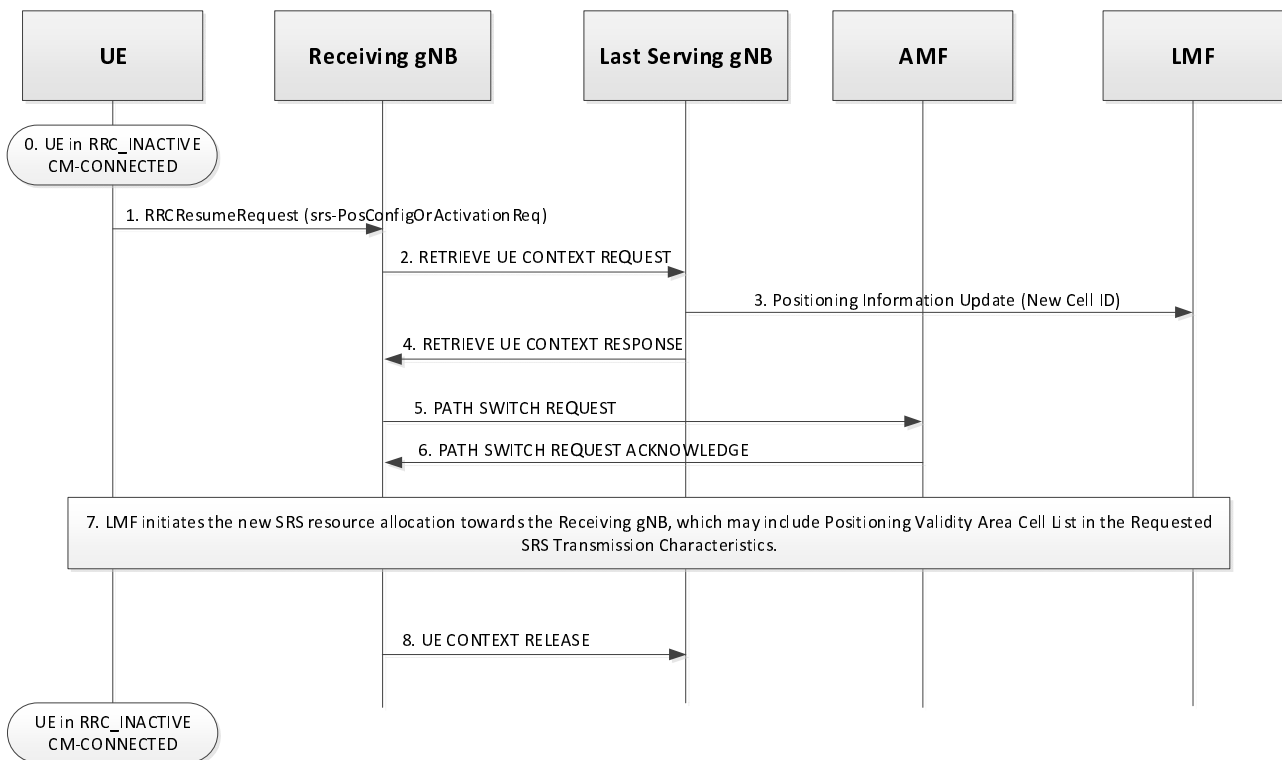 UE
Receiving gNB
Last Serving gNB
AMF
LMF
0. UE in RRC_INACTIVE
CM-CONNECTED
1. RRCResumeRequest (srs-PosConfigOrActivationReq)
2. RETRIEVE UE CONTEXT REQUEST
3. Positioning Information Update (New Cell ID)
4. RETRIEVE UE CONTEXT RESPONSE
5. PATH SWITCH REQUEST
6. PATH SWITCH REQUEST ACKNOWLEDGE
7. LMF initiates the new SRS resource allocation towards the Receiving gNB, which may include Positioning Validity Area Cell List in the Requested
SRS Transmission Characteristics.
8. UE CONTEXT RELEASE
UE in RRC_INACTIVE
CM-CONNECTED